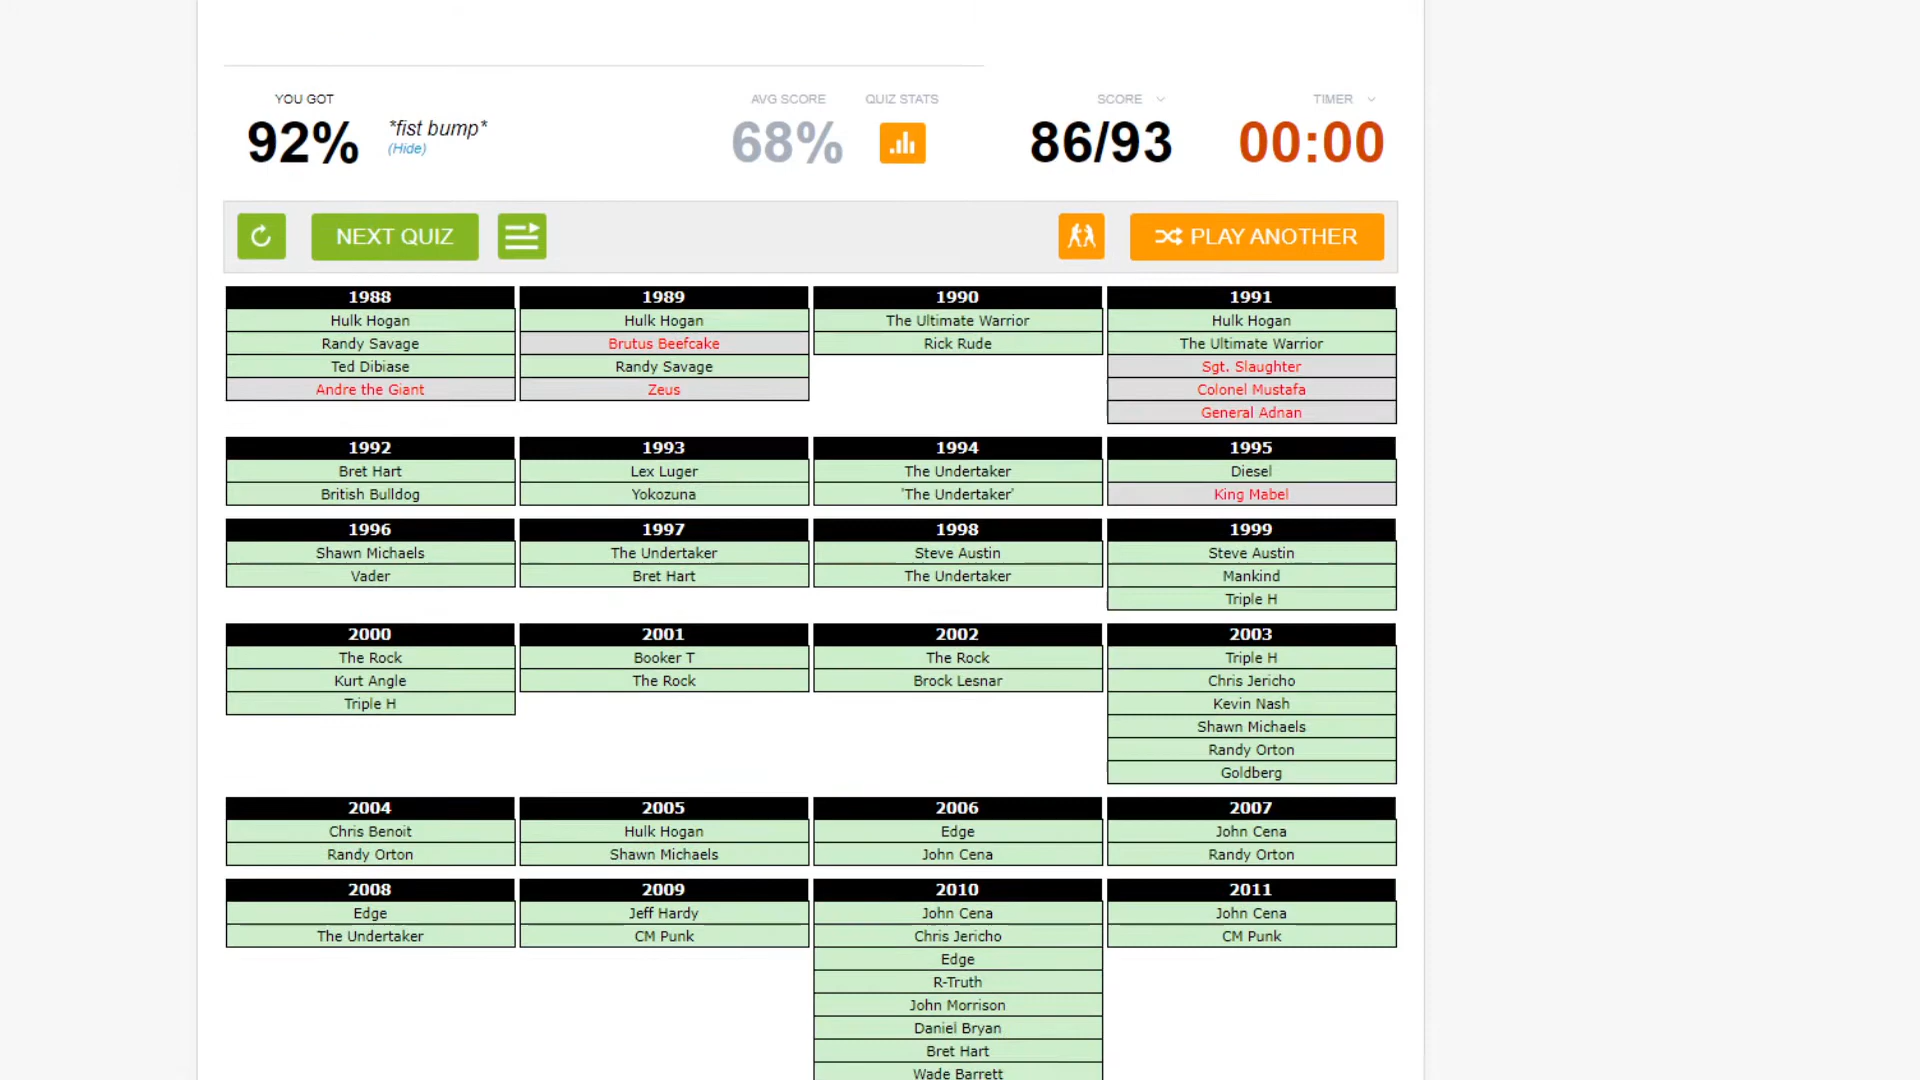 YOU GOT
92%
*fist bump*
(Hide)
AVG SCORE
68%
QUIZ STATS
SCORE
86/93
TIMER
00:00
NEXT QUIZ
PLAY ANOTHER
1988
Hulk Hogan
Randy Savage
Ted Dibiase
Andre the Giant
1989
Hulk Hogan
Brutus Beefcake
Randy Savage
Zeus
1990
The Ultimate Warrior
Rick Rude
1991
Hulk Hogan
The Ultimate Warrior
Sgt. Slaughter
Colonel Mustafa
General Adnan
1992
Bret Hart
British Bulldog
1993
Lex Luger
Yokozuna
1994
The Undertaker
'The Undertaker'
1995
Diesel
King Mabel
1996
Shawn Michaels
Vader
1997
The Undertaker
Bret Hart
1998
Steve Austin
The Undertaker
1999
Steve Austin
Mankind
Triple H
2000
The Rock
Kurt Angle
Triple H
2001
Booker T
The Rock
2002
The Rock
Brock Lesnar
2003
Triple H
Chris Jericho
Kevin Nash
Shawn Michaels
Randy Orton
Goldberg
2004
Chris Benoit
Randy Orton
2005
Hulk Hogan
Shawn Michaels
2006
Edge
John Cena
2007
John Cena
Randy Orton
2008
Edge
The Undertaker
2009
Jeff Hardy
CM Punk
2010
John Cena
Chris Jericho
Edge
R-Truth
John Morrison
Daniel Bryan
Bret Hart
Wade Barrett
2011
John Cena
CM Punk